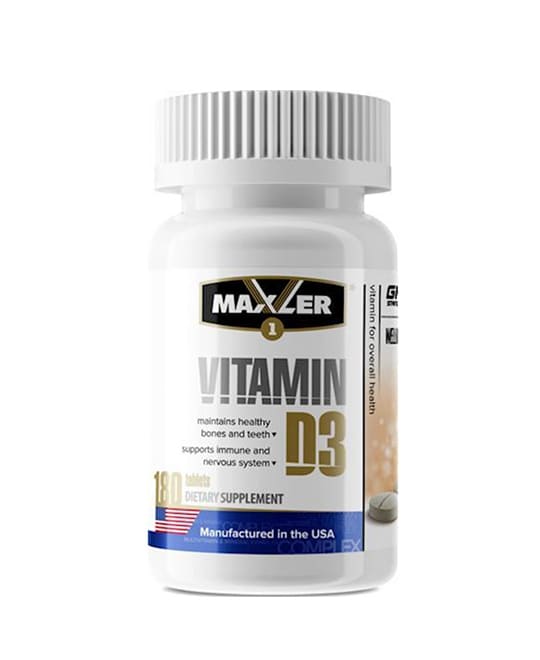 MAXLER
1
VITAMIN
D3
maintains healthy
bones and teeth
supports immune and
nervous system
180 tablets
DIETARY SUPPLEMENT
Manufactured in the USA
COMPLEX
vitamin for overall health